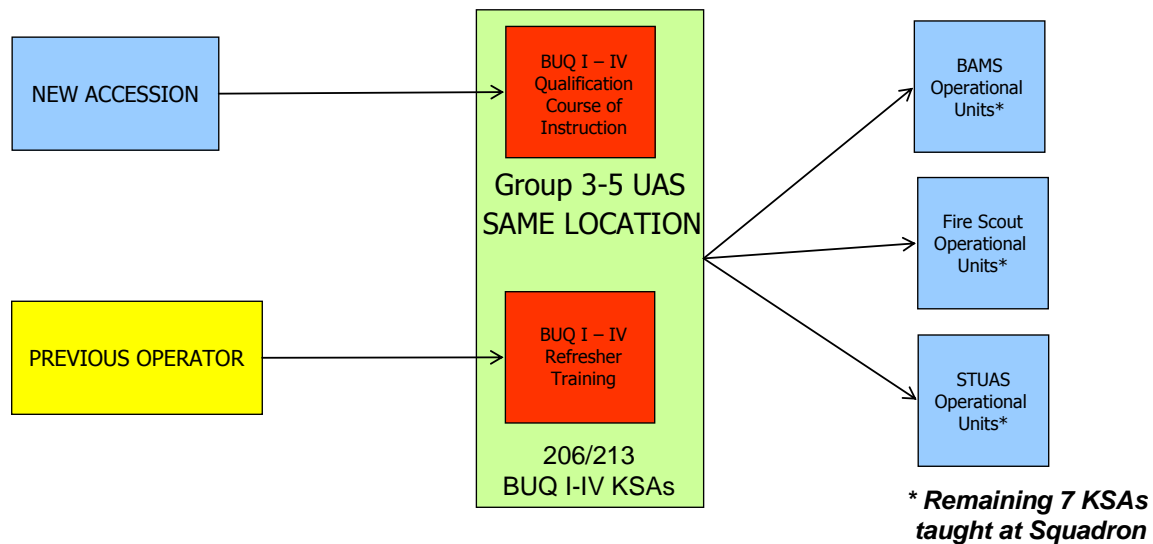 NEW ACCESSION
BUQ I – IV
Qualification
Course of
Instruction
Group 3-5 UAS
SAME LOCATION
PREVIOUS OPERATOR
BUQ I – IV
Refresher
Training
206/213
BUQ I-IV KSAs
BAMS
Operational
Units*
Fire Scout
Operational
Units*
STUAS
Operational
Units*
* Remaining 7 KSAs
taught at Squadron